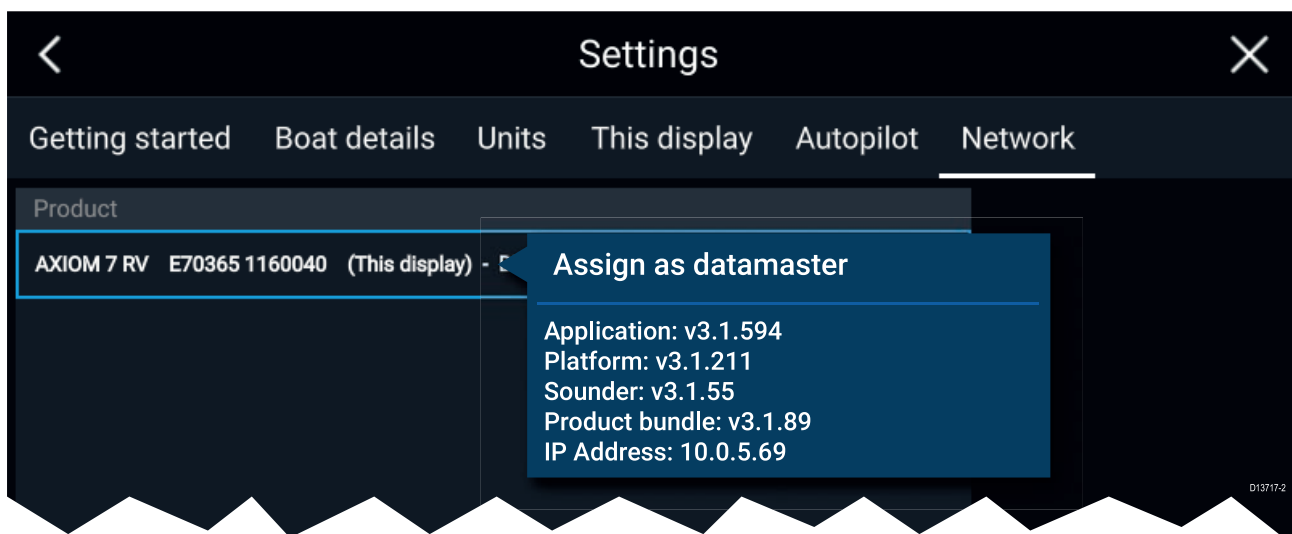 Settings
Getting started Boat details Units This display Autopilot Network
Product
AXIOM 7 RV E70365 1160040 (This display) -
Assign as datamaster
Application: v3.1.594
Platform: v3.1.211
Sounder: v3.1.55
Product bundle: v3.1.89
IP Address: 10.0.5.69
D13717-2